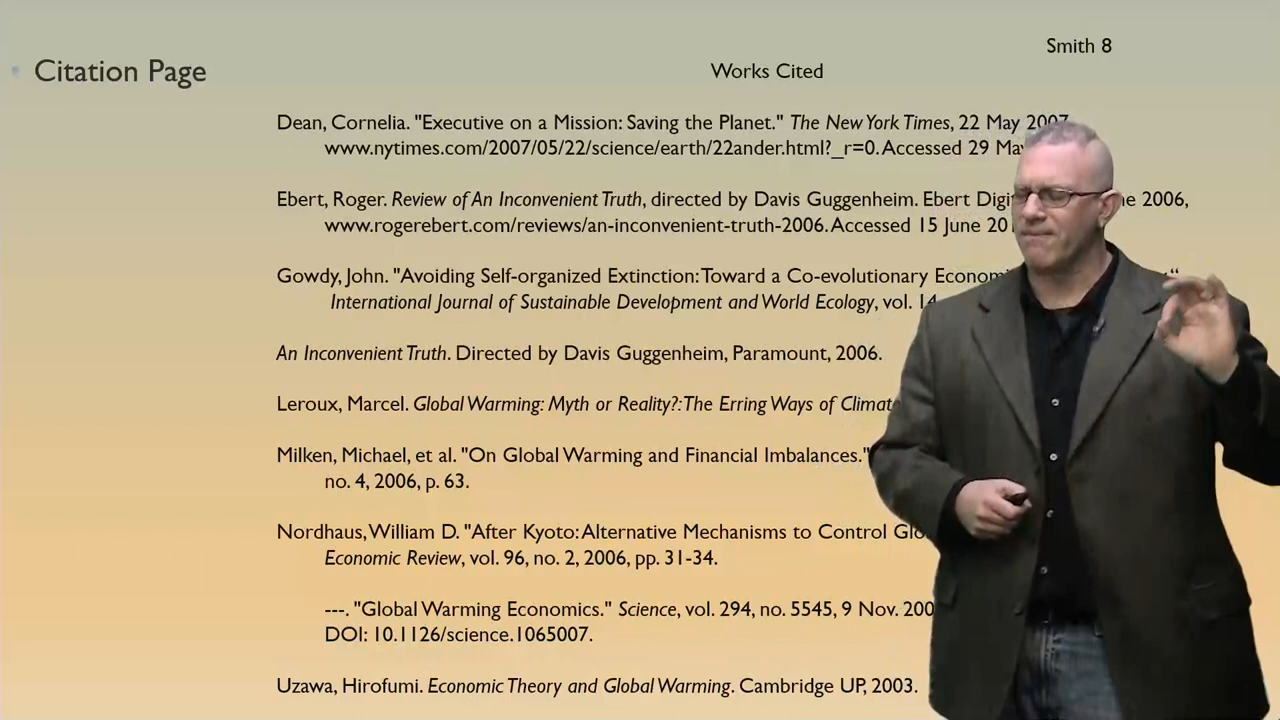 Smith 8
Citation Page
Works Cited
Dean, Cornelia. "Executive on a Mission: Saving the Planet." The New York Times, 22 May 2007
www.nytimes.com/2007/05/22/science/earth/22ander.html?_r=0. Accessed 29 May
Ebert, Roger. Review of An Inconvenient Truth, directed by Davis Guggenheim. Ebert 2006,
www.rogerebert.com/reviews/an-inconvenient-truth-2006. Accessed 15 June
Gowdy, John. "Avoiding Self-organized Extinction: Toward a Co-evolutionary
International Journal of Sustainable Development and World Ecology, vol. 14
An Inconvenient Truth. Directed by Davis Guggenheim, Paramount, 2006.
Leroux, Marcel. Global Warming: Myth or Reality?: The Erring Ways of
Milken, Michael, et al. "On Global Warming and Financial Imbalances."
no. 4, 2006, p. 63.
Nordhaus, William D. "After Kyoto: Alternative Mechanisms to Control
Economic Review, vol. 96, no. 2, 2006, pp. 31-34.
---. "Global Warming Economics." Science, vol. 294, no. 5545, 9 Nov.
DOI: 10.1126/science.1065007.
Uzawa, Hirofumi. Economic Theory and Global Warming. Cambridge UP, 2003.